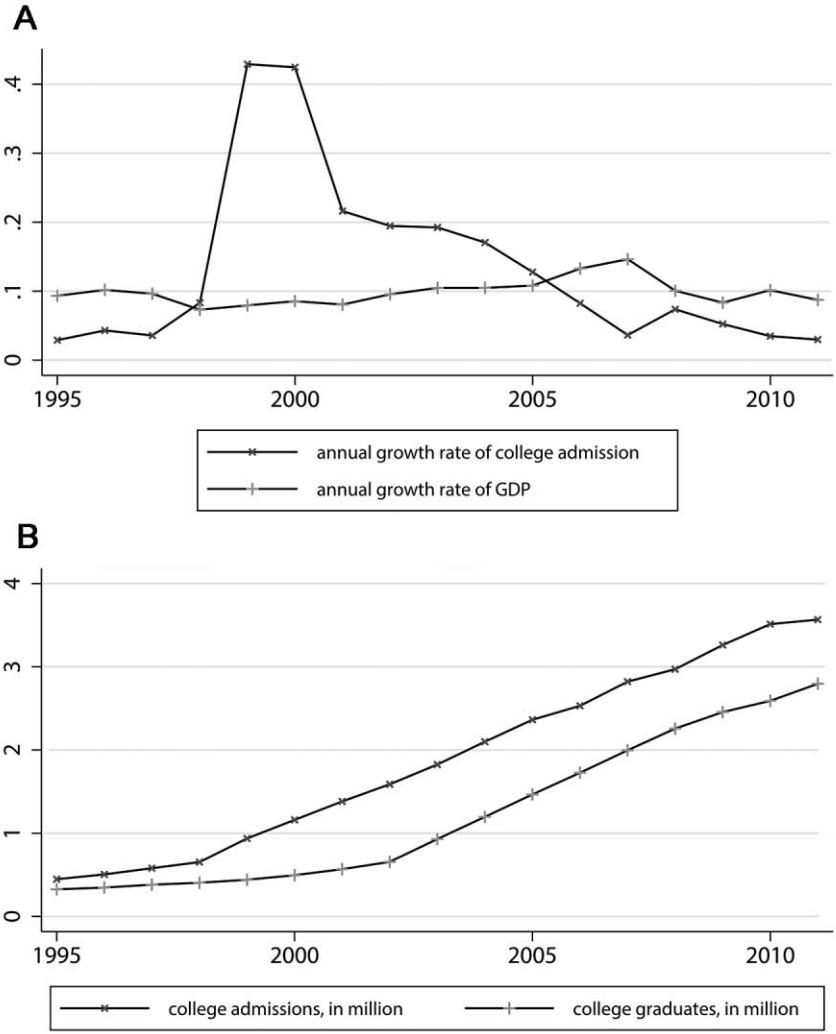 A
.4
.3
.2
.1
0
1995 2000 2005 2010
annual growth rate of college admission
annual growth rate of GDP
B
4
3
2
1
0
1995 2000 2005 2010
college admissions, in million college graduates, in million